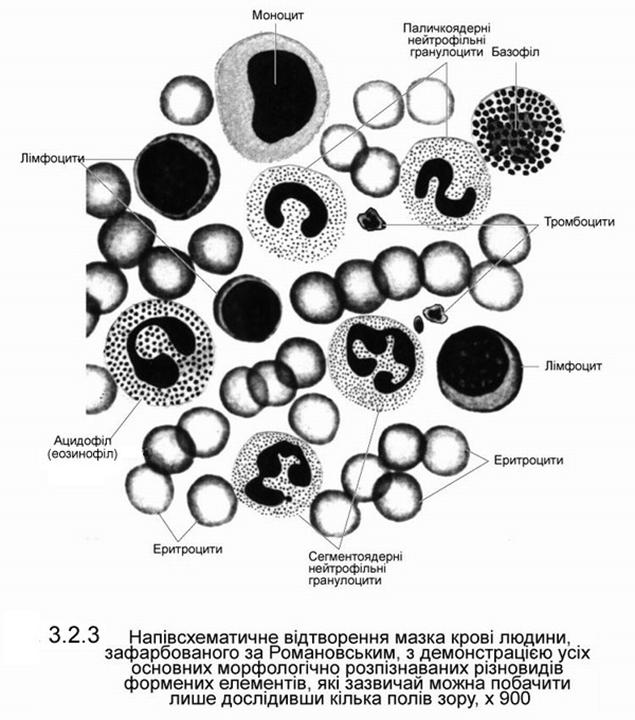 Моноцит
Паличкоядерні
нейтрофільні
гранулоцити
Базофіл
Лімфоцити
Тромбоцити
Лімфоцит
Ацидофіл
(еозинофіл)
Еритроцити
Еритроцити
Сегментоядерні
нейтрофільні
гранулоцити
3.2.3 Напівсхематичне відтворення мазка крові людини,
зафарбованого за Романовським, з демонстрацією усіх
основних морфологічно розпізнаваних різновидів
формених елементів, які зазвичай можна побачити
лише дослідивши кілька полів зору, х 900